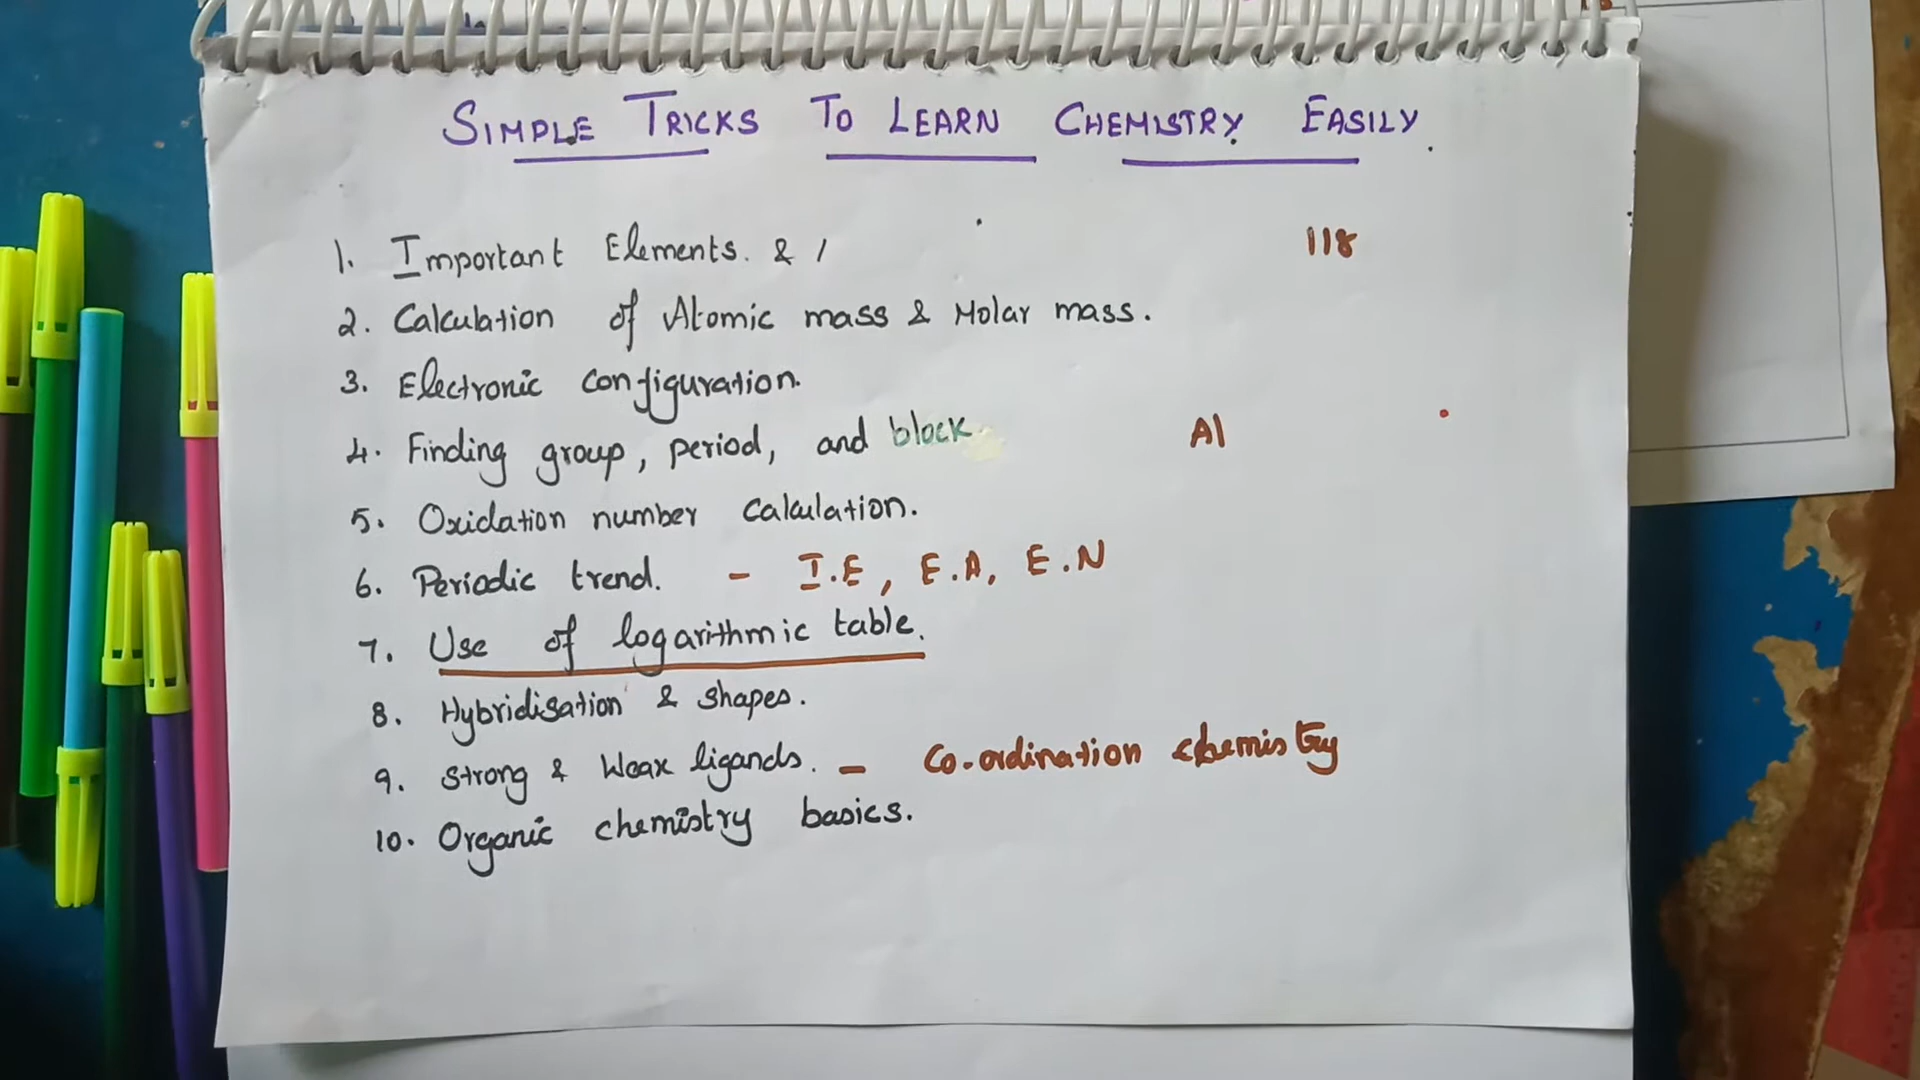 SIMPLE TRICKS TO LEARN CHEMISTRY EASILY.
1. Important Elements. & / 118
2. Calculation of Atomic mass & Molar mass.
3. Electronic configuration.
4. Finding group, period, and block Al
5. Oxidation number calculation.
6. Periodic trend. - I.E, E.A, E.N
7. Use of logarithmic table.
8. Hybridisation & shapes.
9. Strong & Weak ligands. - Co-ordination chemistry
10. Organic chemistry basics.